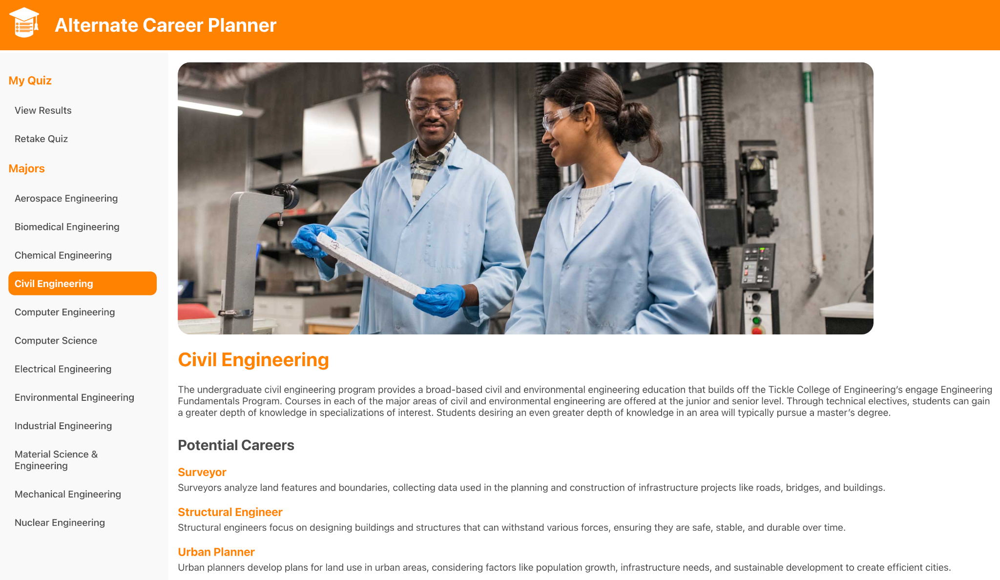 Alternate Career Planner
My Quiz
View Results
Retake Quiz
Majors
Aerospace Engineering
Biomedical Engineering
Chemical Engineering
Civil Engineering
Computer Engineering
Computer Science
Electrical Engineering
Environmental Engineering
Industrial Engineering
Material Science &
Engineering
Mechanical Engineering
Nuclear Engineering
43
Civil Engineering
The undergraduate civil engineering program provides a broad-based civil and environmental engineering education that builds off the Tickle College of Engineering’s engage Engineering
Fundamentals Program. Courses in each of the major areas of civil and environmental engineering are offered at the junior and senior level. Through technical electives, students can gain
a greater depth of knowledge in specializations of interest. Students desiring an even greater depth of knowledge in an area will typically pursue a master’s degree.
Potential Careers
Surveyor
Surveyors analyze land features and boundaries, collecting data used in the planning and construction of infrastructure projects like roads, bridges, and buildings.
Structural Engineer
Structural engineers focus on designing buildings and structures that can withstand various forces, ensuring they are safe, stable, and durable over time.
Urban Planner
Urban planners develop plans for land use in urban areas, considering factors like population growth, infrastructure needs, and sustainable development to create efficient cities.